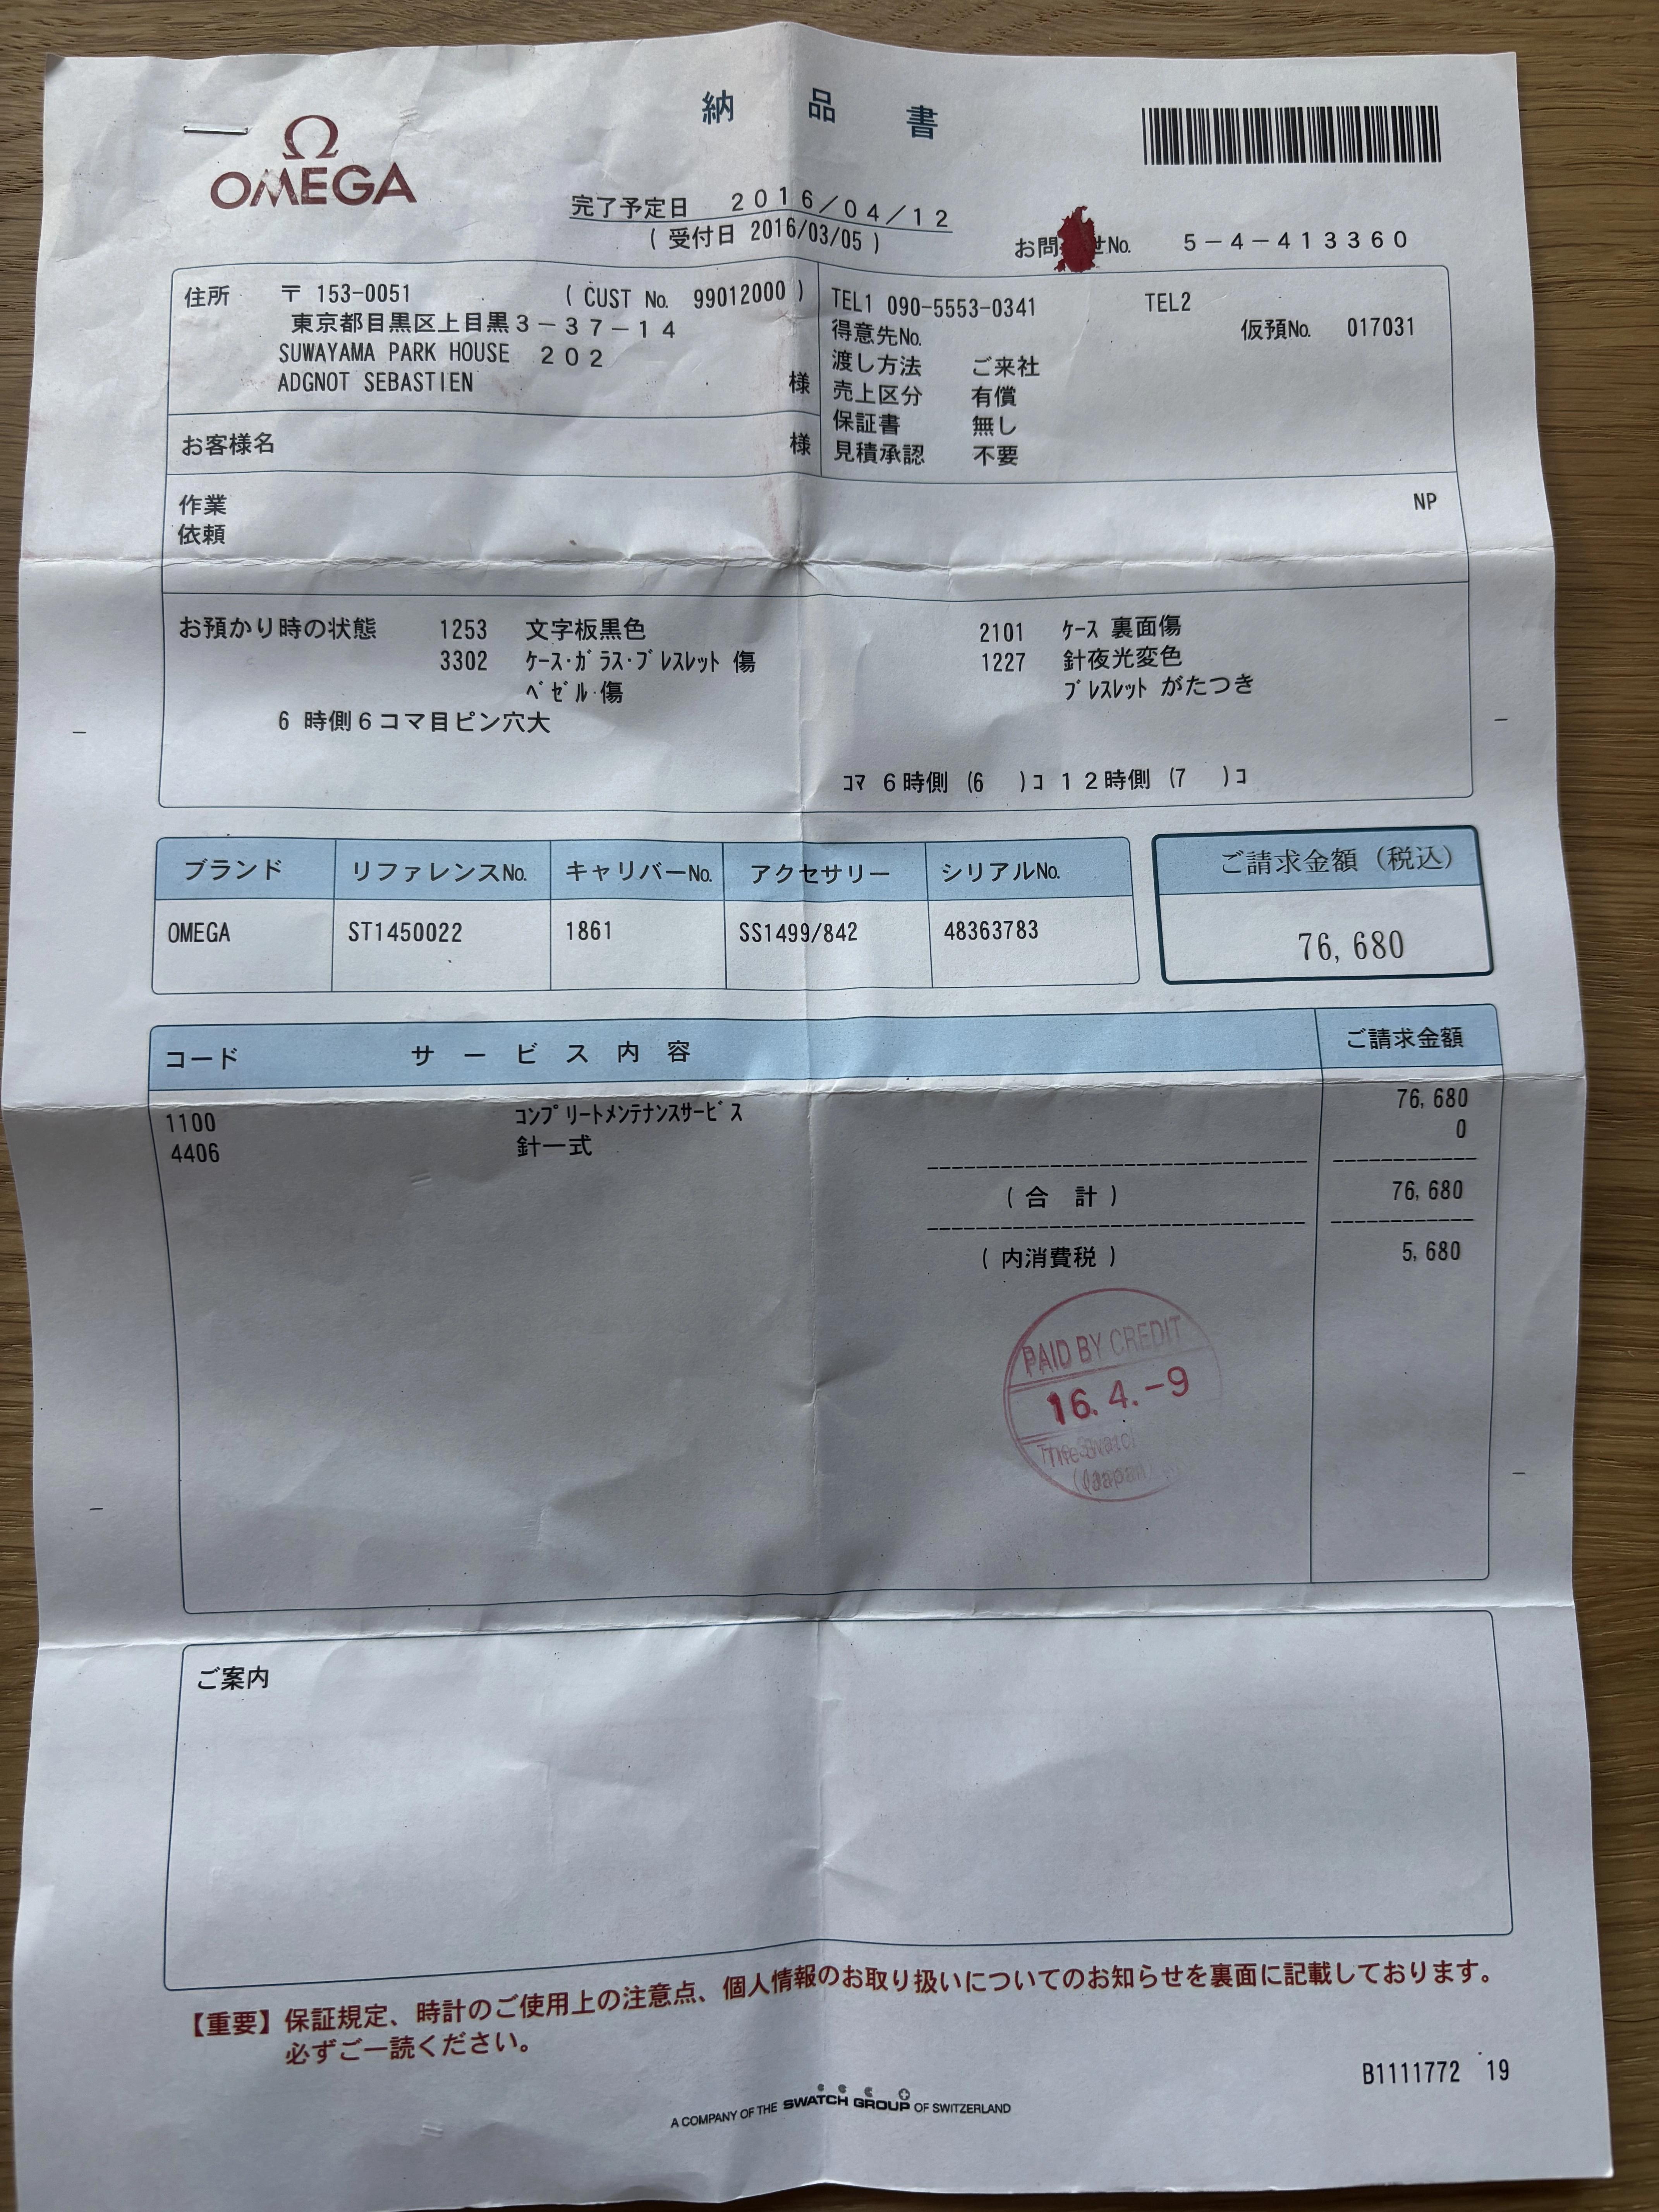 納品書
Ω
OMEGA
完了予定日 2016/04/12
( 受付日 2016/03/05 )
お問 せNo. 5-4-413360
住所 〒 153-0051 ( CUST No. 99012000 )
東京都目黒区上目黒3-37-14
SUWAYAMA PARK HOUSE 202
ADGNOT SEBASTIEN 様
お客様名 様
TEL1 090-5553-0341 TEL2
得意先No. 仮預No. 017031
渡し方法 ご来社
売上区分 有償
保証書 無し
見積承認 不要
作業 NP
依頼
お預かり時の状態 1253 文字板黒色 2101 ｹｰｽ 裏面傷
3302 ｹｰｽ･ｶﾞﾗｽ･ﾌﾞﾚｽﾚｯﾄ 傷 1227 針夜光変色
ﾍﾞｾﾞﾙ 傷 ﾌﾞﾚｽﾚｯﾄ がたつき
6 時側6コマ目ピン穴大
ｺﾏ 6時側 (6 )ｺ 12時側 (7 )ｺ
ブランド リファレンスNo. キャリバーNo. アクセサリー シリアルNo. ご請求金額（税込）
OMEGA ST1450022 1861 SS1499/842 48363783 76,680
コード サービス内容 ご請求金額
1100 ｺﾝﾌﾟﾘｰﾄﾒﾝﾃﾅﾝｽｻｰﾋﾞｽ 76,680
4406 針一式 0
( 合 計 ) 76,680
( 内消費税 ) 5,680
PAID BY CREDIT
16.4.-9
(Japan)
ご案内
【重要】保証規定、時計のご使用上の注意点、個人情報のお取り扱いについてのお知らせを裏面に記載しております。
必ずご一読ください。
B1111772 19
A COMPANY OF THE SWATCH GROUP OF SWITZERLAND